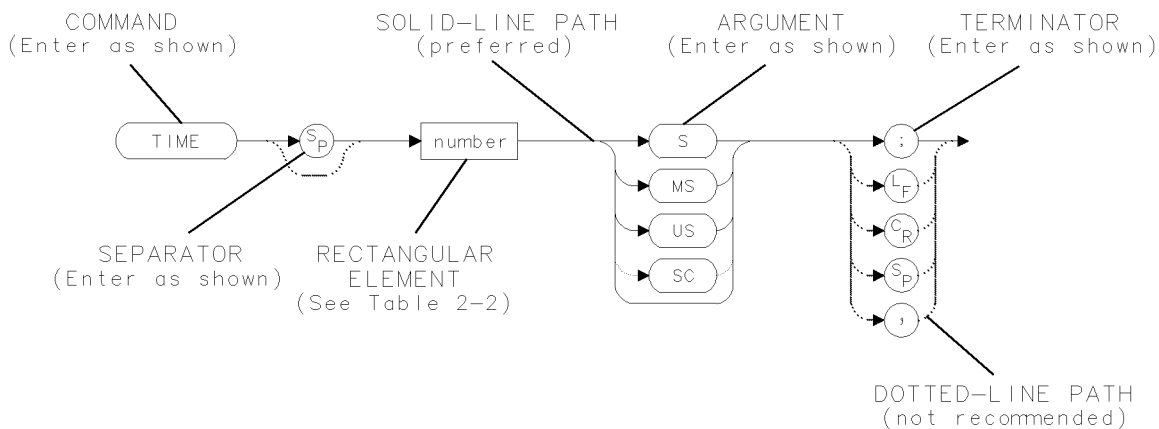 COMMAND
(Enter as shown)
SOLID-LINE PATH
(preferred)
ARGUMENT
(Enter as shown)
TERMINATOR
(Enter as shown)
TIME
SP
number
S
;
MS
LF
US
CR
SC
SP
,
SEPARATOR
(Enter as shown)
RECTANGULAR
ELEMENT
(See Table 2-2)
DOTTED-LINE PATH
(not recommended)